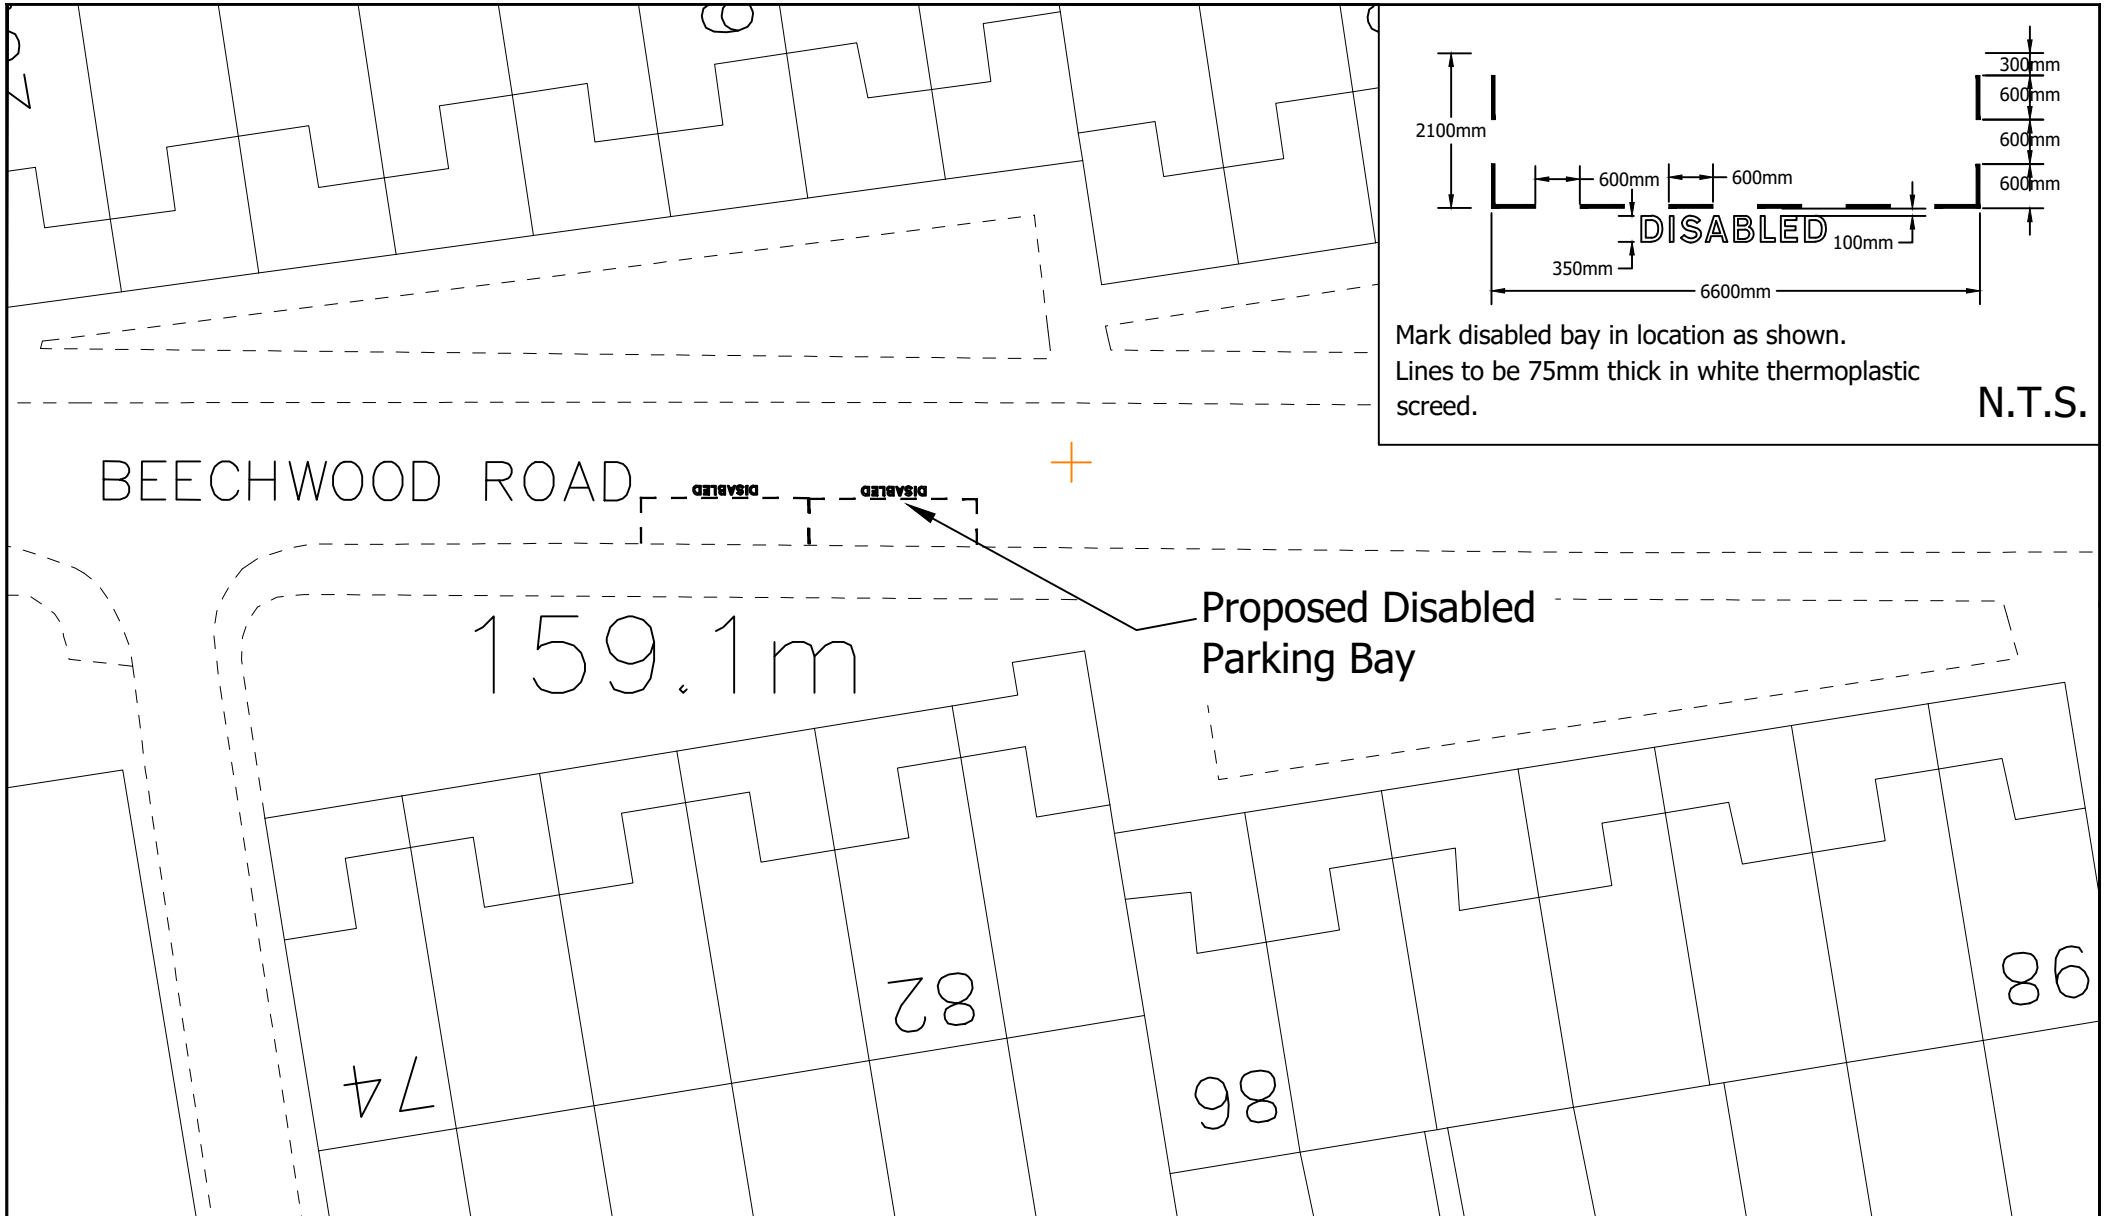 300mm
600mm
2100mm
600mm
600mm
600mm
600mm
DISABLED
100mm
350mm
6600mm
Mark disabled bay in location as shown.
Lines to be 75mm thick in white thermoplastic
screed.
N.T.S.
BEECHWOOD ROAD
DISABLED
DISABLED
Proposed Disabled
Parking Bay
159.1m
82
98
74
86